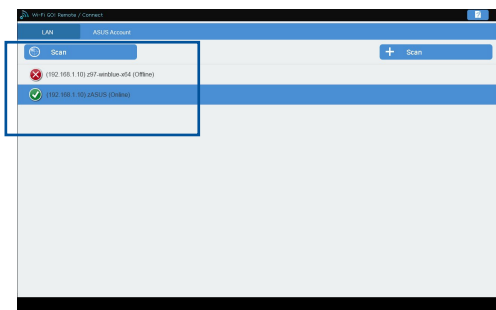 Wi-Fi GO! Remote / Connect
LAN ASUS Account
Scan Scan
(192.168.1.10) z97-winblue-x64 (Offline)
(192.168.1.10) zASUS (Online)